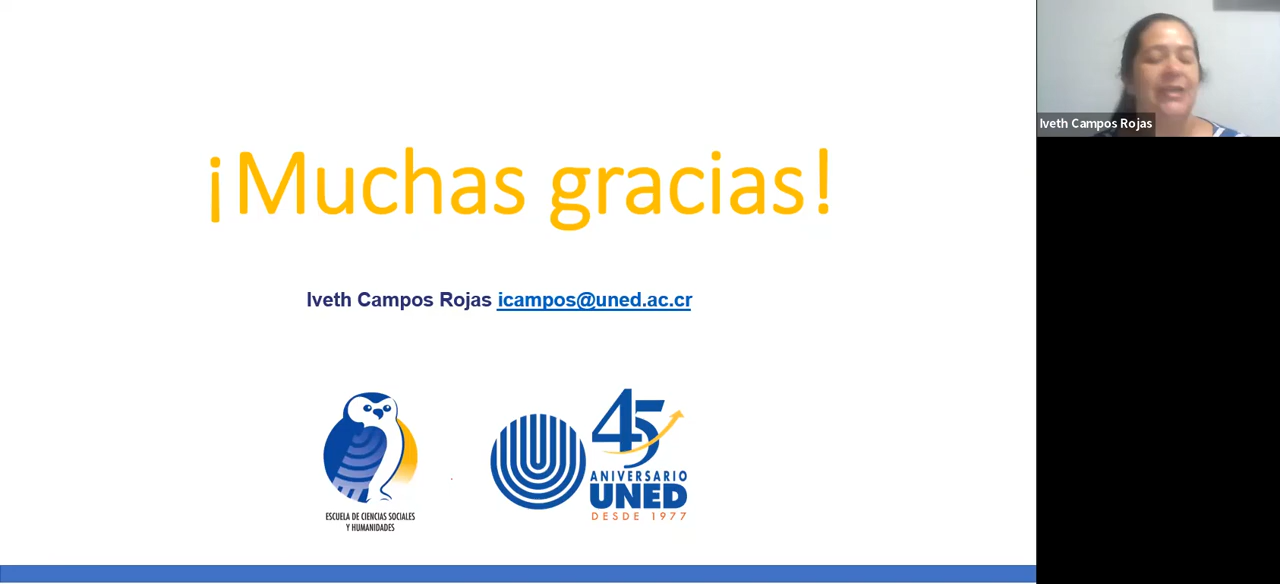 ¡Muchas gracias!
Iveth Campos Rojas icampos@uned.ac.cr
ESCUELA DE CIENCIAS SOCIALES
Y HUMANIDADES
45
ANIVERSARIO
UNED
DESDE 1977
Iveth Campos Rojas